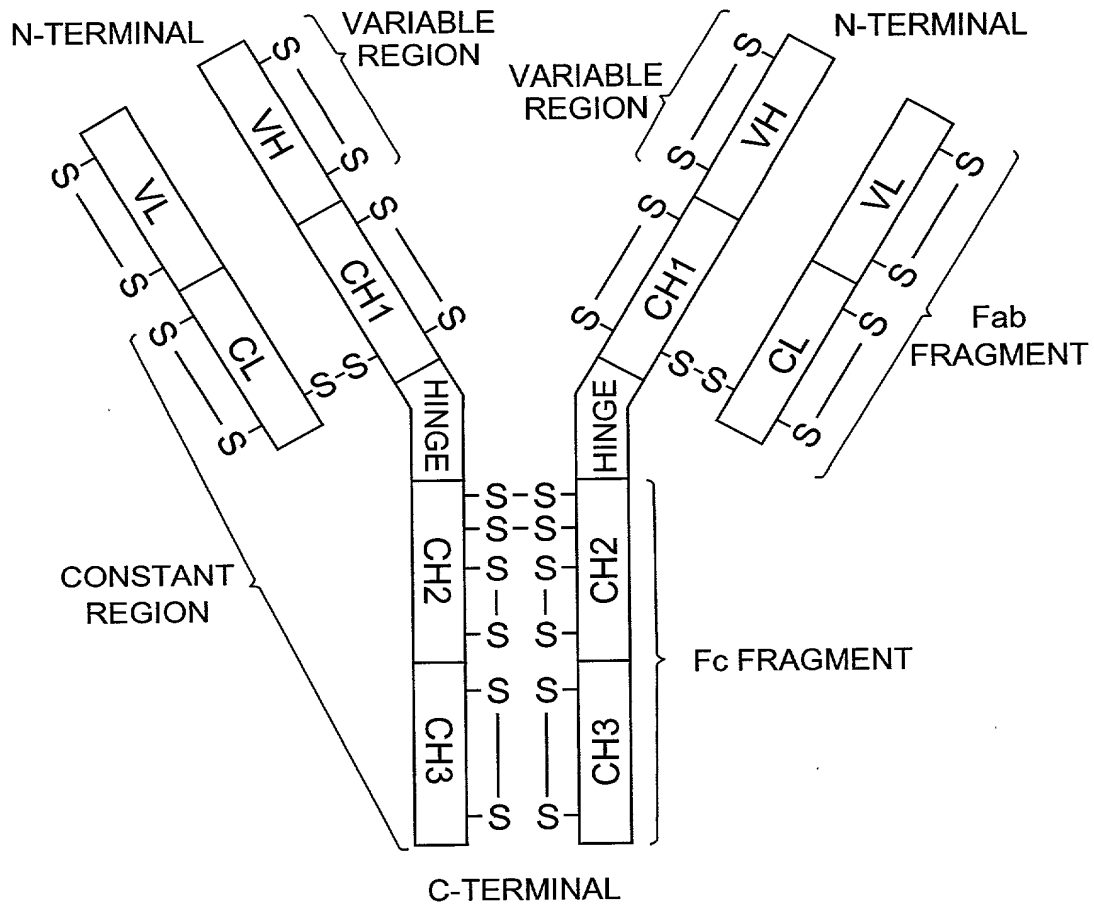 N-TERMINAL
VARIABLE
REGION
VARIABLE
REGION
N-TERMINAL
S
S
VH
S
S
VL
S
S
CH1
S
S
CL
S
S
S-S
HINGE
S
S
VH
S
S
VL
S
S
CH1
S
S
CL
S
S
S-S
HINGE
Fab
FRAGMENT
S-S
S-S
CH2
S
S
CH2
S
S
CONSTANT
REGION
Fc FRAGMENT
CH3
S
S
CH3
S
S
C-TERMINAL